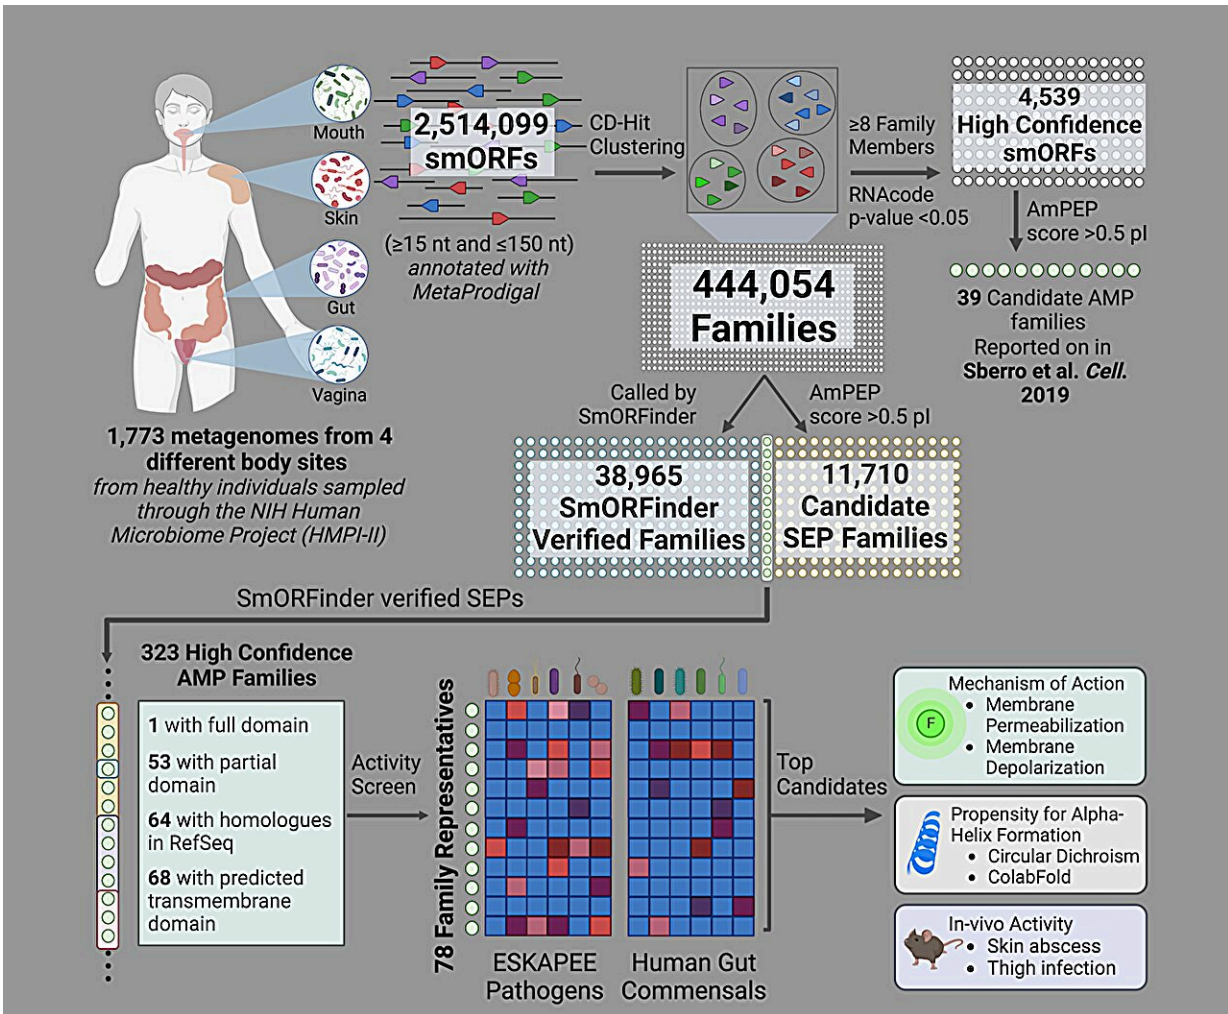 Mouth
Skin
Gut
Vagina
1,773 metagenomes from 4
different body sites
from healthy individuals sampled
through the NIH Human
Microbiome Project (HMPI-II)
2,514,099
smORFs
(≥15 nt and ≤150 nt)
annotated with
MetaProdigal
CD-Hit
Clustering
≥8 Family
Members
RNAcode
p-value <0.05
4,539
High Confidence
smORFs
AmPEP
score >0.5 pl
39 Candidate AMP
families
Reported on in
Sberro et al. Cell.
2019
444,054
Families
Called by
SmORFinder
AmPEP
score >0.5 pl
38,965
SmORFinder
Verified Families
11,710
Candidate
SEP Families
SmORFinder verified SEPs
323 High Confidence
AMP Families
1 with full domain
53 with partial
domain
64 with homologues
in RefSeq
68 with predicted
transmembrane
domain
Activity
Screen
78 Family Representatives
ESKAPEE
Pathogens
Human Gut
Commensals
Top
Candidates
Mechanism of Action
F
• Membrane
Permeabilization
• Membrane
Depolarization
Propensity for Alpha-
Helix Formation
• Circular Dichroism
• ColabFold
In-vivo Activity
• Skin abscess
• Thigh infection